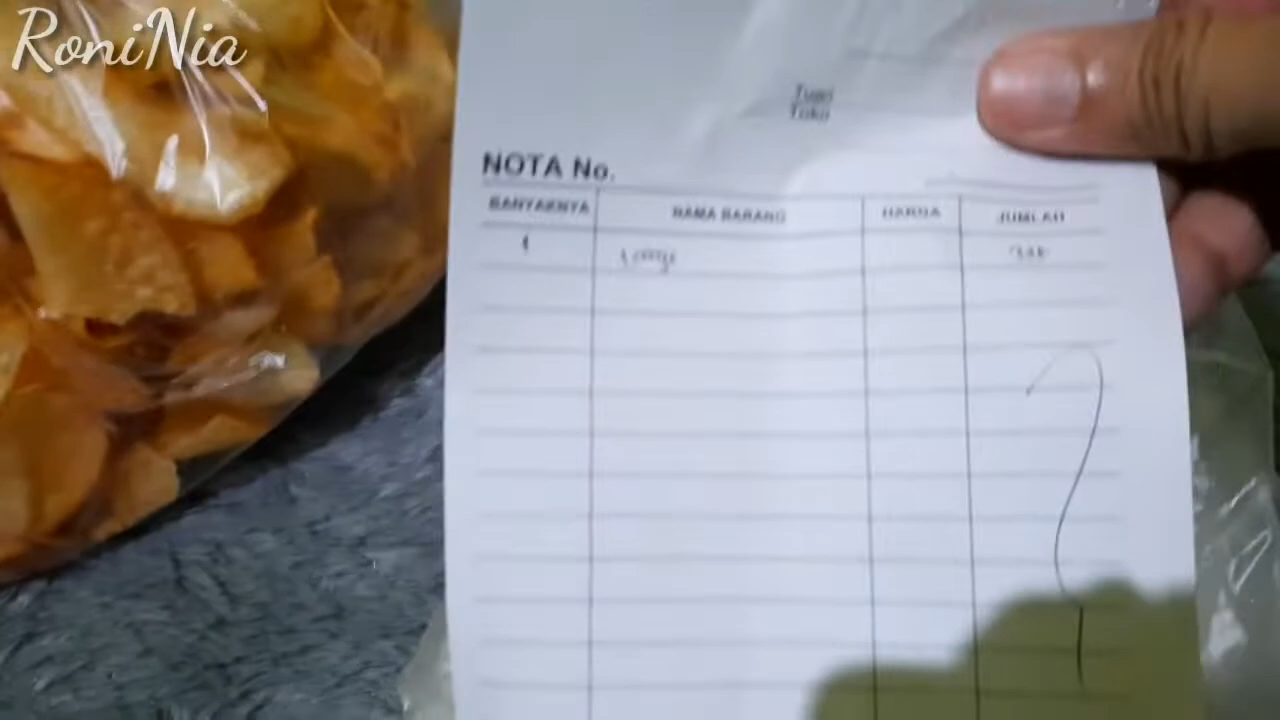 RoniNia
Tuan
Toko
NOTA No.
BANYAKNYA NAMA BARANG HARGA JUMLAH
1